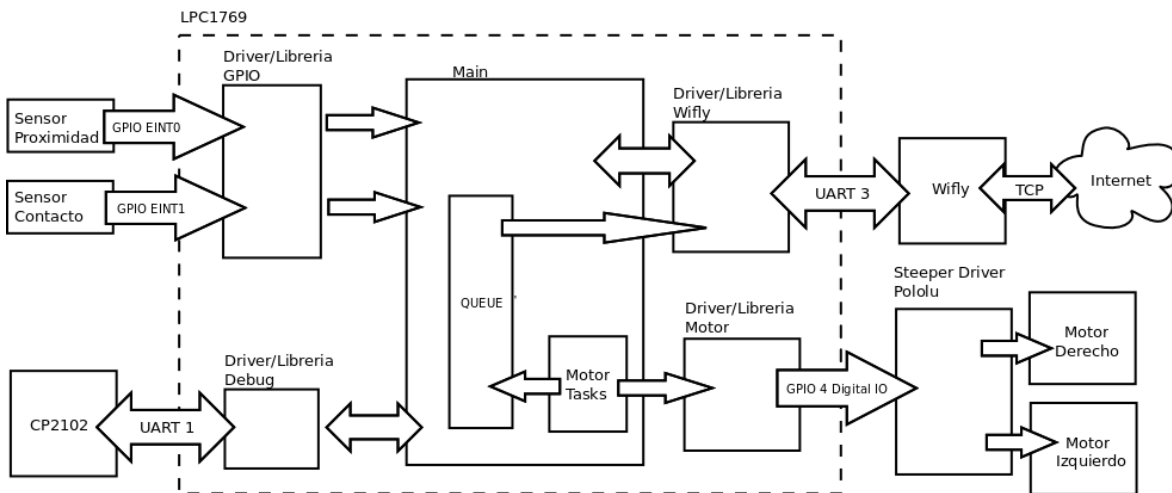 LPC1769
Driver/Libreria
GPIO
Main
Driver/Libreria
Wifly
Sensor
Proximidad
GPIO EINT0
Sensor
Contacto
GPIO EINT1
UART 3
Wifly
TCP
Internet
QUEUE
Steeper Driver
Pololu
Driver/Libreria
Motor
Motor
Derecho
Driver/Libreria
Debug
Motor
Tasks
GPIO 4 Digital IO
CP2102
UART 1
Motor
Izquierdo